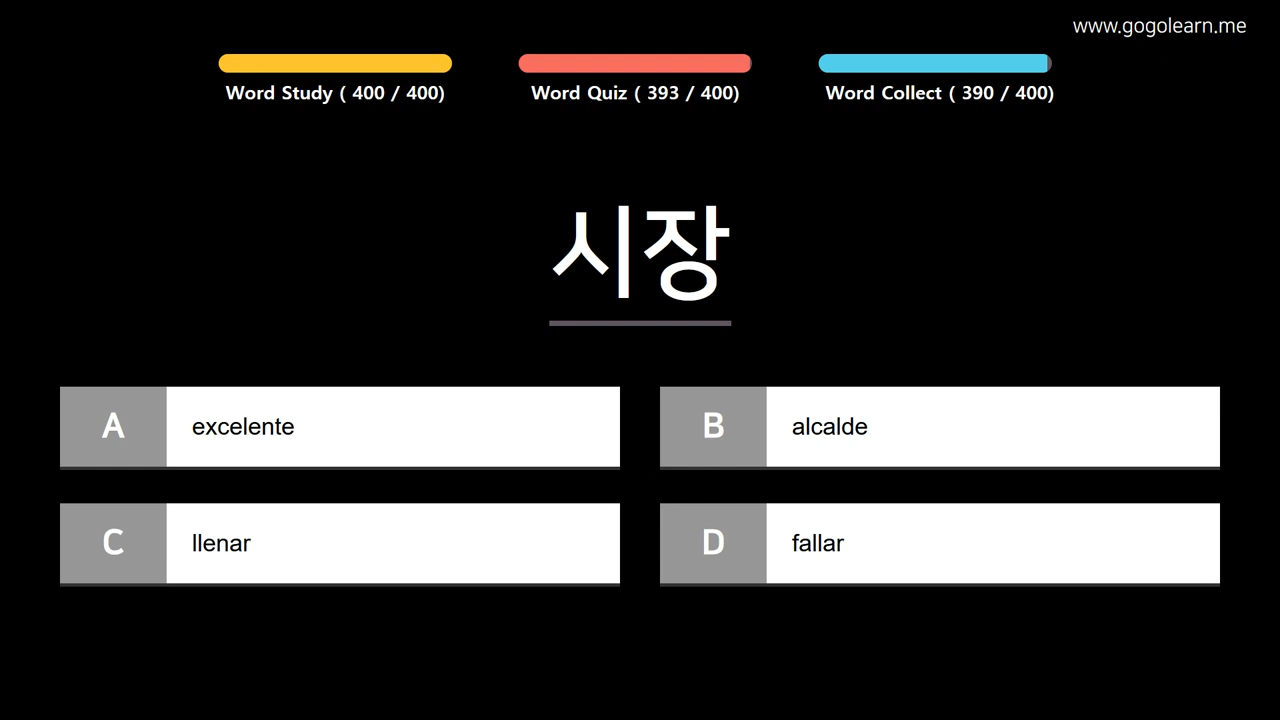 www.gogolearn.me
Word Study ( 400 / 400)
Word Quiz ( 393 / 400)
Word Collect ( 390 / 400)
시장
A excelente
B alcalde
C llenar
D fallar